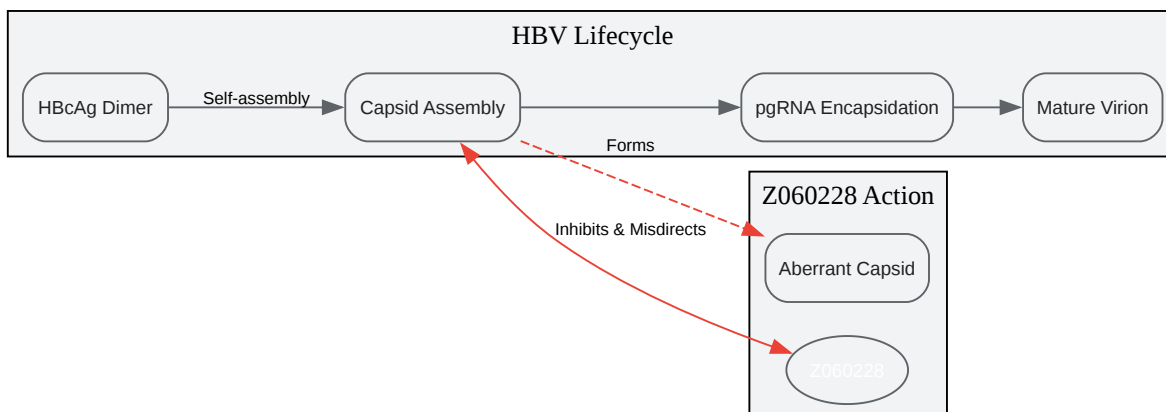 HBV Lifecycle
HBcAg Dimer
Self-assembly
Capsid Assembly
pgRNA Encapsidation
Mature Virion
Forms
Z060228 Action
Inhibits & Misdirects
Aberrant Capsid
Z060228